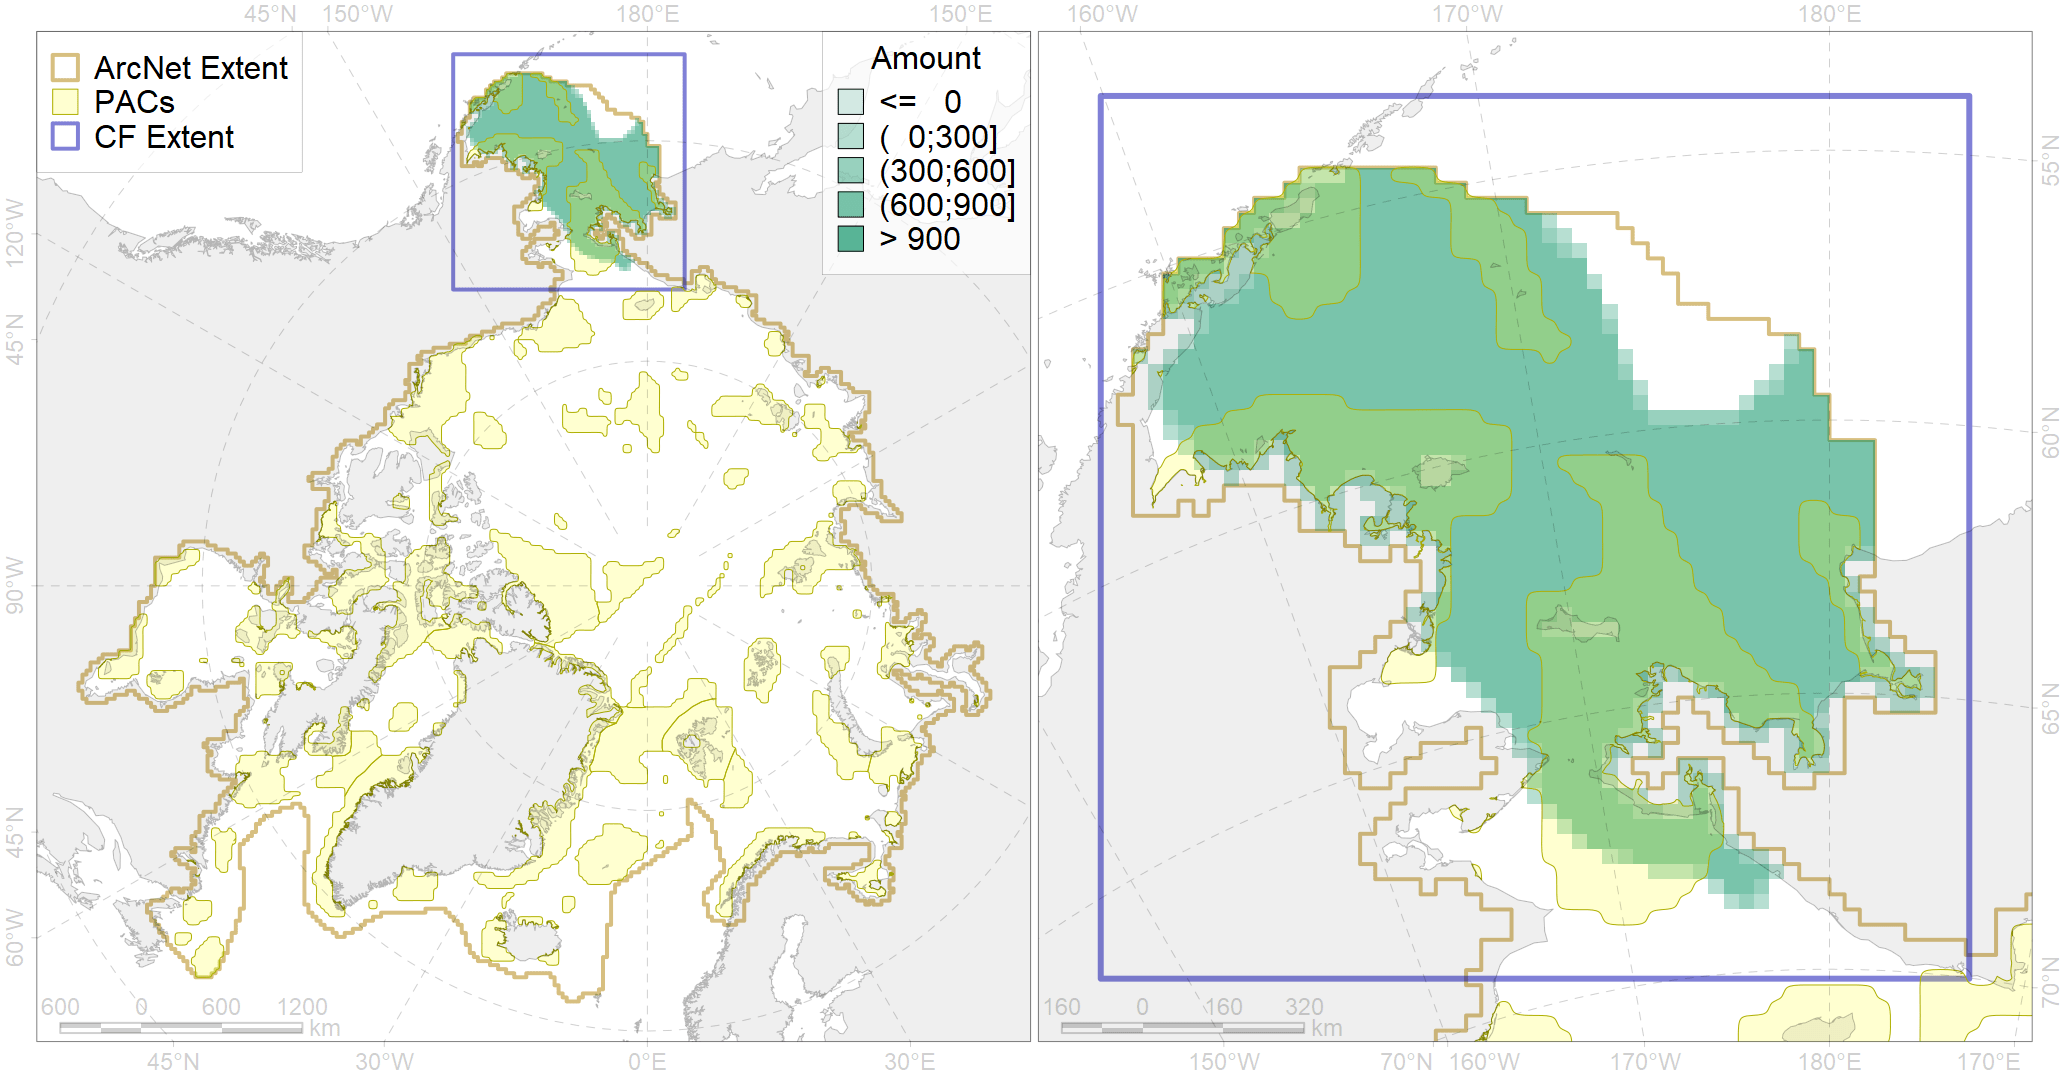 45°N 150°W 180°E 150°E 160°W 170°W 180°E
ArcNet Extent
PACs
CF Extent
Amount
<= 0
( 0;300]
(300;600]
(600;900]
> 900
120°W
45°N
90°W
45°N
60°W
55°N
60°N
65°N
70°N
600 0 600 1200
km
160 0 160 320
km
45°N 30°W 0°E 30°E 150°W 70°N 160°W 170°W 180°E 170°E